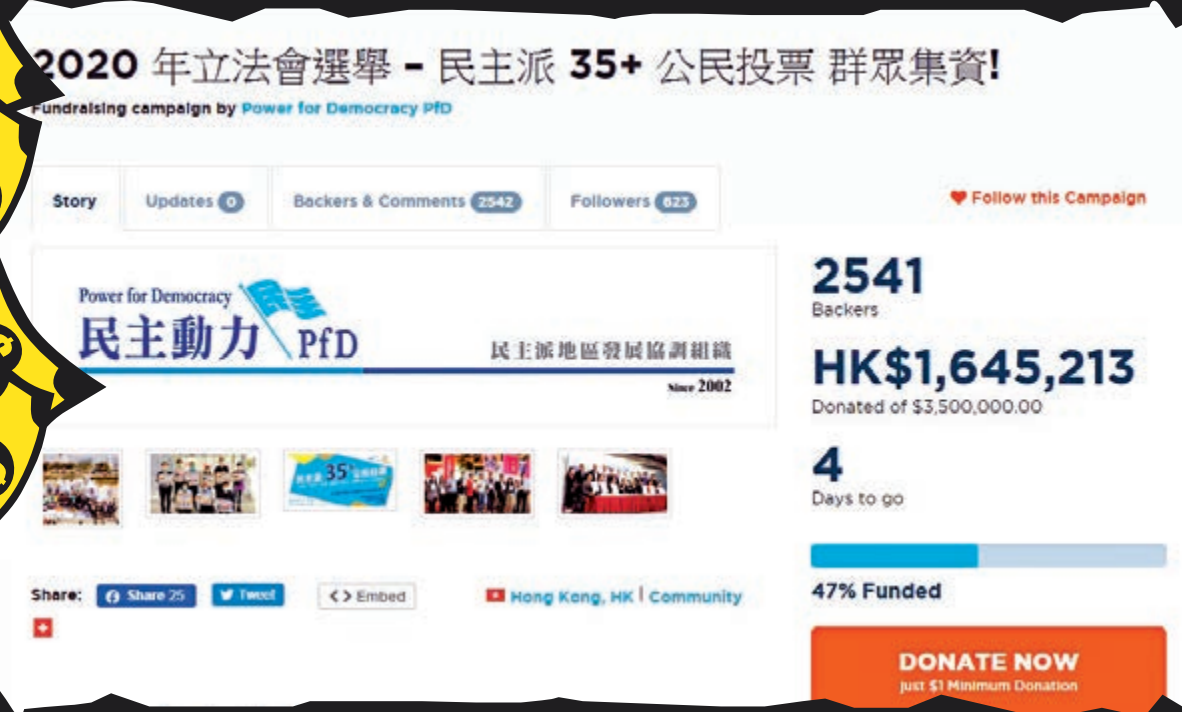 2020 年立法會選舉 – 民主派 35+ 公民投票 群眾集資!
Fundraising campaign by Power for Democracy PfD
Story Updates 0 Backers & Comments 2542 Followers 623
Follow this Campaign
Power for Democracy
民主動力 PfD
民主派地區發展協調組織
Since 2002
2541
Backers
HK$1,645,213
Donated of $3,500,000.00
4
Days to go
35
Share: Share 25 Tweet <> Embed Hong Kong, HK | Community
47% Funded
DONATE NOW
just $1 Minimum Donation